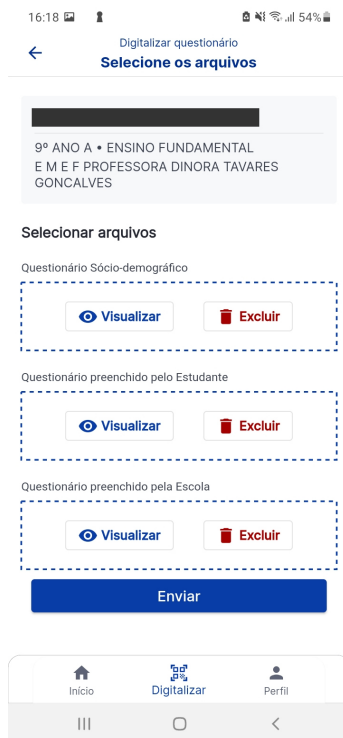 16:18
54%
Digitalizar questionário
Selecione os arquivos
9º ANO A • ENSINO FUNDAMENTAL
E M E F PROFESSORA DINORA TAVARES
GONCALVES
Selecionar arquivos
Questionário Sócio-demográfico
Visualizar
Excluir
Questionário preenchido pelo Estudante
Visualizar
Excluir
Questionário preenchido pela Escola
Visualizar
Excluir
Enviar
Início
Digitalizar
Perfil